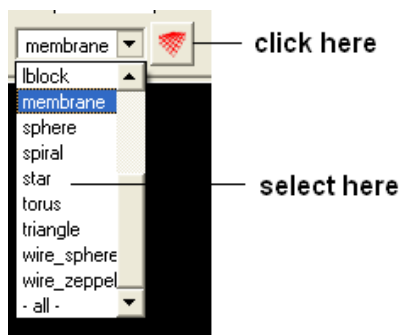 membrane
click here
lblock
membrane
sphere
spiral
star
select here
torus
triangle
wire_sphere
wire_zeppel
- all -